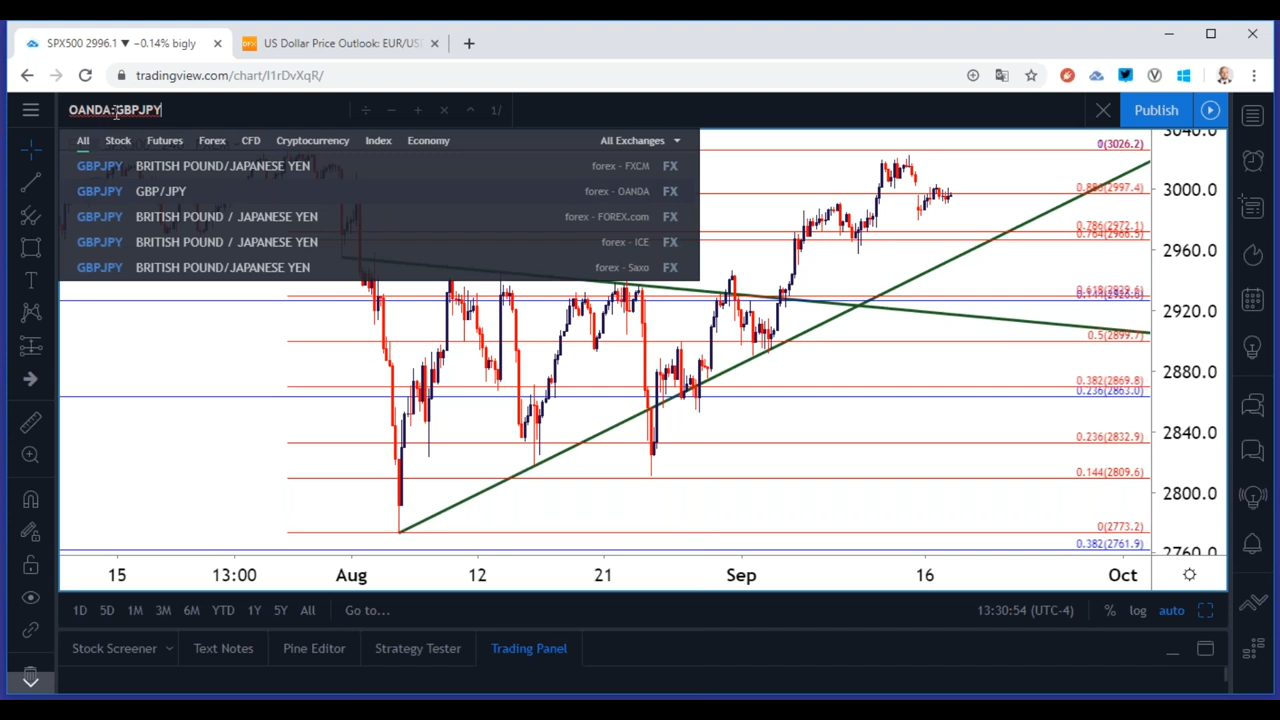 SPX500 2996.1 ▼ −0.14% bigly
US Dollar Price Outlook: EUR/USD
tradingview.com/chart/l1rDvXqR/
OANDA:GBPJPY
1/
Publish
All Stock Futures Forex CFD Cryptocurrency Index Economy All Exchanges
GBPJPY BRITISH POUND/JAPANESE YEN forex - FXCM FX
GBPJPY GBP/JPY forex - OANDA FX
GBPJPY BRITISH POUND / JAPANESE YEN forex - FOREX.com FX
GBPJPY BRITISH POUND / JAPANESE YEN forex - ICE FX
GBPJPY BRITISH POUND/JAPANESE YEN forex - Saxo FX
3040.0
0(3026.2)
0.886(2997.4)
3000.0
0.786(2972.1)
0.764(2966.5)
2960.0
2920.0
0.5(2899.7)
2880.0
0.382(2869.8)
0.236(2863.0)
2840.0
0.236(2832.9)
0.144(2809.6)
2800.0
0(2773.2)
0.382(2761.9)
2760.0
15 13:00 Aug 12 21 Sep 16 Oct
1D 5D 1M 3M 6M YTD 1Y 5Y All Go to... 13:30:54 (UTC-4) % log auto
Stock Screener Text Notes Pine Editor Strategy Tester Trading Panel